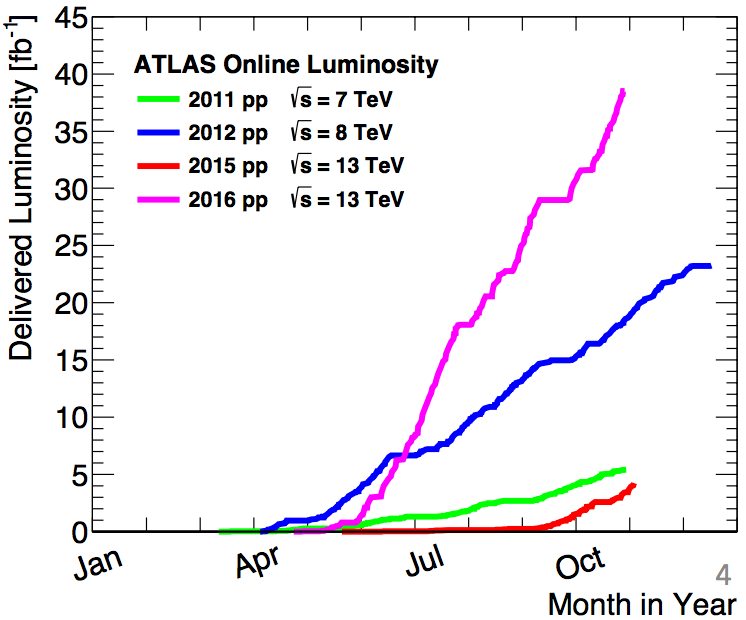 45
40
35
30
25
20
15
10
5
0
Delivered Luminosity [fb⁻¹]
ATLAS Online Luminosity
2011 pp √s = 7 TeV
2012 pp √s = 8 TeV
2015 pp √s = 13 TeV
2016 pp √s = 13 TeV
Jan Apr Jul Oct
4
Month in Year